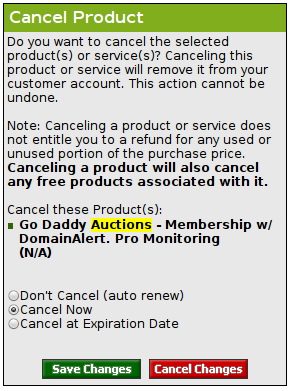 Cancel Product
Do you want to cancel the selected
product(s) or service(s)? Canceling this
product or service will remove it from your
customer account. This action cannot be
undone.
Note: Canceling a product or service does
not entitle you to a refund for any used or
unused portion of the purchase price.
Canceling a product will also cancel
any free products associated with it.
Cancel these Product(s):
Go Daddy Auctions - Membership w/
DomainAlert. Pro Monitoring
(N/A)
Don't Cancel (auto renew)
Cancel Now
Cancel at Expiration Date
Save Changes Cancel Changes